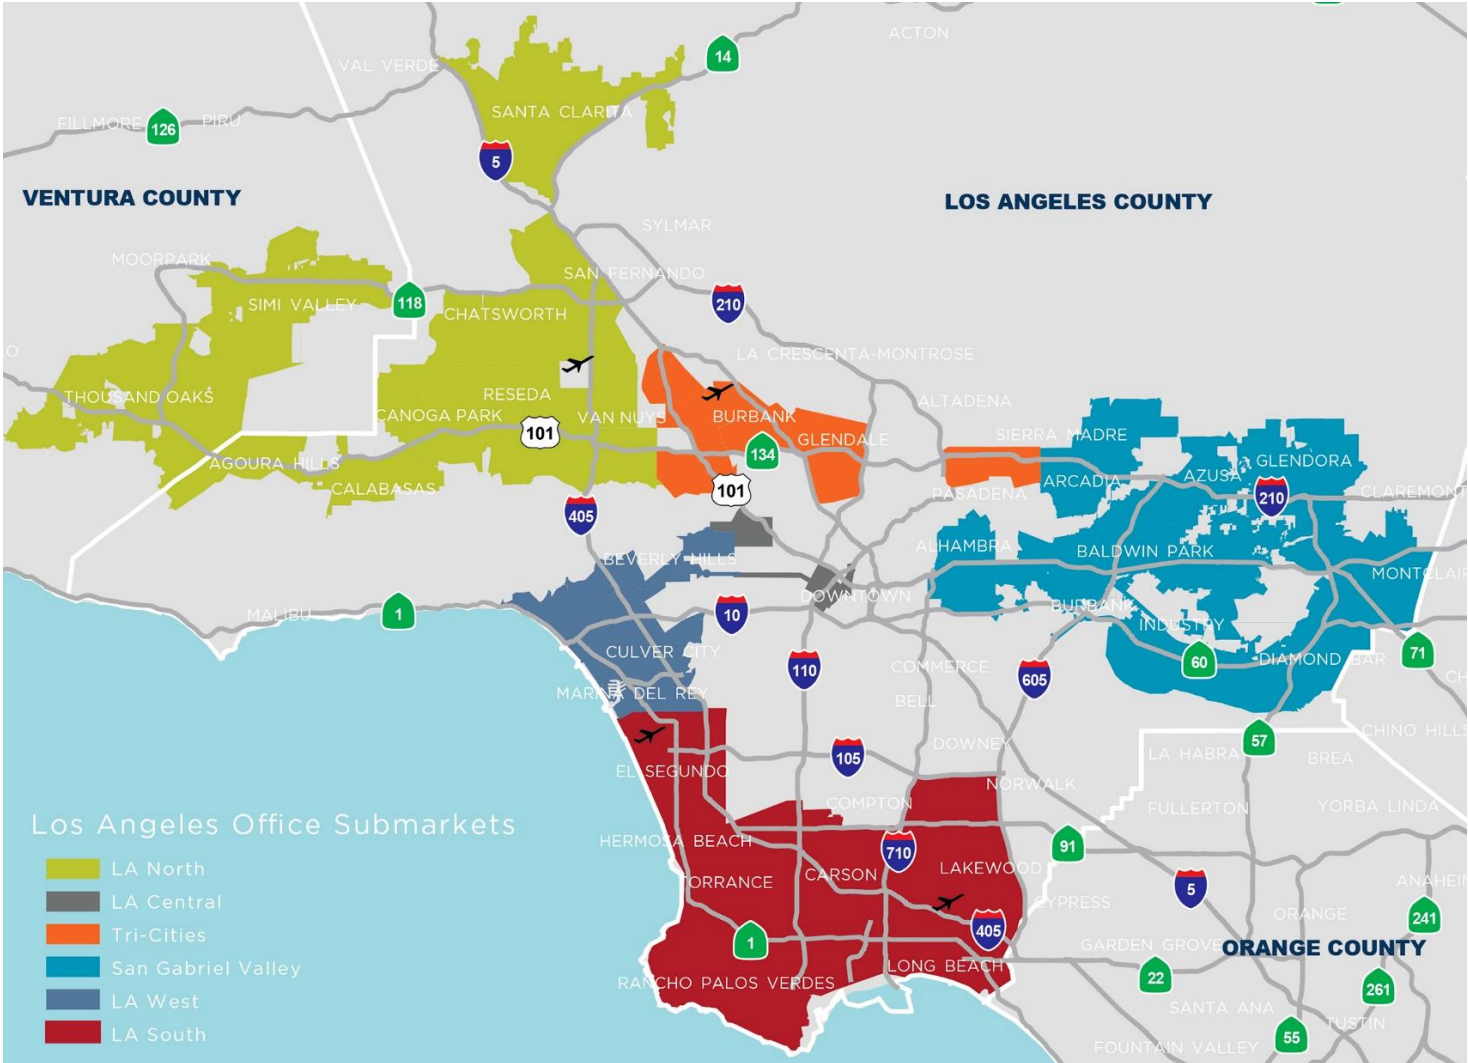 ACTON
14
VAL VERDE
SANTA CLARITA
FILLMORE
126
PIRU
5
VENTURA COUNTY
LOS ANGELES COUNTY
SYLMAR
MOORPARK
SAN FERNANDO
SIMI VALLEY
118
CHATSWORTH
210
LA CRESCENTA-MONTROSE
THOUSAND OAKS
RESEDA
CANOGA PARK
VAN NUYS
BURBANK
ALTADENA
101
134
GLENDALE
SIERRA MADRE
AGOURA HILLS
GLENDORA
CALABASAS
101
PASADENA
ARCADIA
AZUSA
210
CLAREMONT
405
BEVERLY HILLS
ALHAMBRA
BALDWIN PARK
MONTCLAIR
MALIBU
1
10
DOWNTOWN
BURBANK
INDUSTRY
CULVER CITY
110
COMMERCE
605
60
DIAMOND BAR
71
MARINA DEL REY
BELL
CH
DOWNEY
57
CHINO HILLS
105
LA HABRA
BREA
EL SEGUNDO
NORWALK
COMPTON
FULLERTON
YORBA LINDA
Los Angeles Office Submarkets
HERMOSA BEACH
710
91
LA North
TORRANCE
CARSON
LAKEWOOD
5
ANAHEIM
LA Central
CYPRESS
ORANGE
241
Tri-Cities
1
405
GARDEN GROVE
ORANGE COUNTY
San Gabriel Valley
RANCHO PALOS VERDES
LONG BEACH
22
261
LA West
SANTA ANA
TUSTIN
LA South
FOUNTAIN VALLEY
55